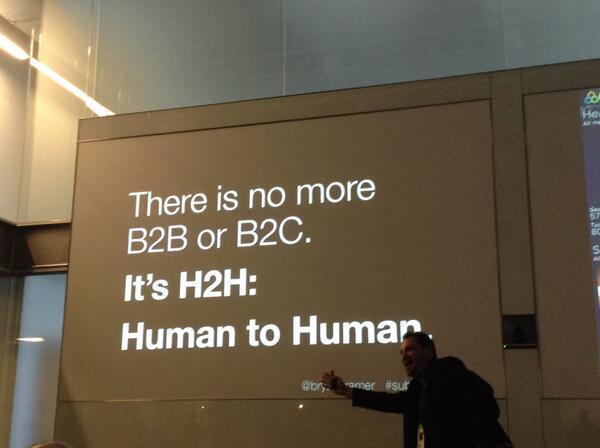 There is no more
B2B or B2C.
It's H2H:
Human to Human.